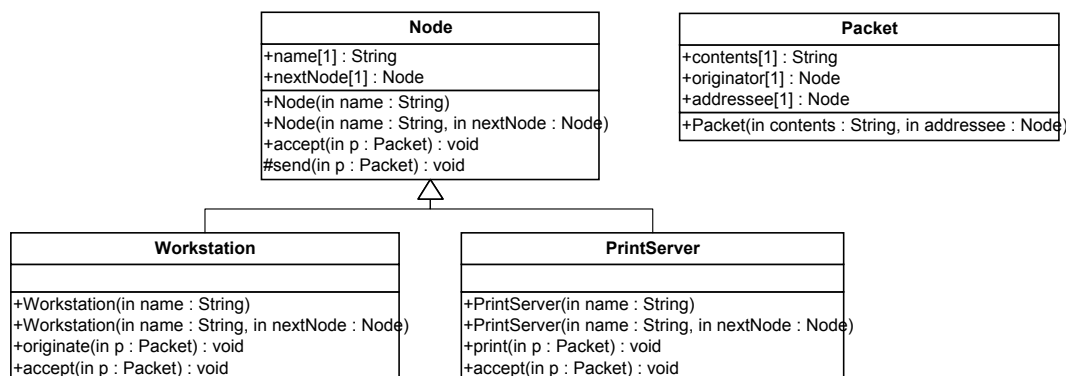 Node
+name[1] : String
+nextNode[1] : Node
+Node(in name : String)
+Node(in name : String, in nextNode : Node)
+accept(in p : Packet) : void
#send(in p : Packet) : void
Packet
+contents[1] : String
+originator[1] : Node
+addressee[1] : Node
+Packet(in contents : String, in addressee : Node)
Workstation
+Workstation(in name : String)
+Workstation(in name : String, in nextNode : Node)
+originate(in p : Packet) : void
+accept(in p : Packet) : void
PrintServer
+PrintServer(in name : String)
+PrintServer(in name : String, in nextNode : Node)
+print(in p : Packet) : void
+accept(in p : Packet) : void